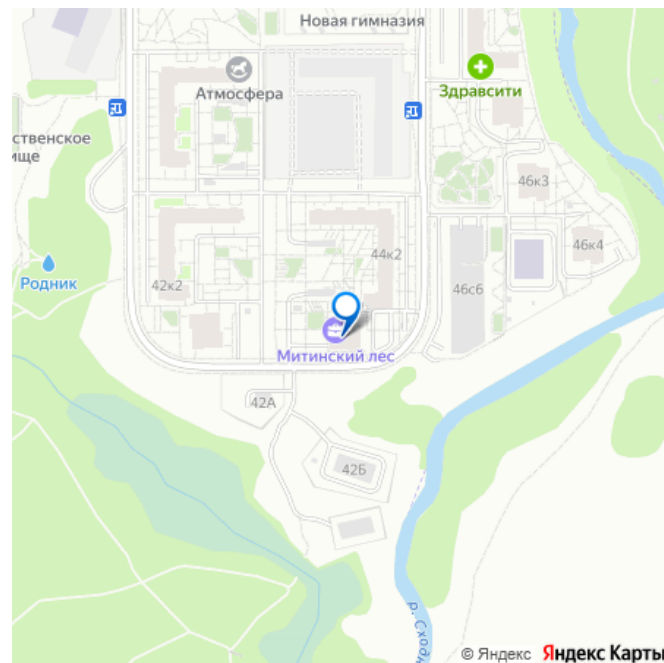 Новая гимназия
Атмосфера
Здравсити
ственское
ище
46к3
Родник
42к2
44к2
46с6
46к4
Митинский лес
42А
42Б
р. Сход
© Яндекс Яндекс Карты